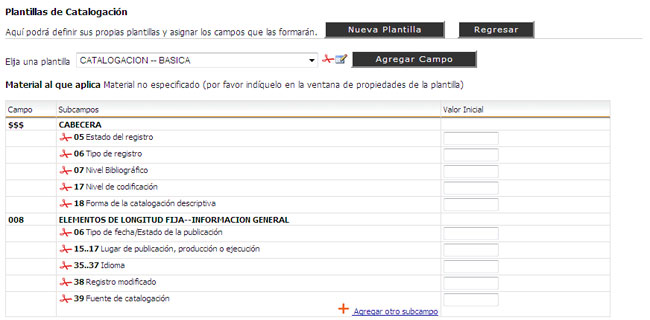 Plantillas de Catalogación
Aquí podrá definir sus propias plantillas y asignar los campos que las formarán. Nueva Plantilla Regresar
Elija una plantilla CATALOGACION -- BASICA Agregar Campo
Material al que aplica Material no especificado (por favor indíquelo en la ventana de propiedades de la plantilla)
Campo Subcampos Valor Inicial
$$$ CABECERA
05 Estado del registro
06 Tipo de registro
07 Nivel Bibliográfico
17 Nivel de codificación
18 Forma de la catalogación descriptiva
008 ELEMENTOS DE LONGITUD FIJA--INFORMACION GENERAL
06 Tipo de fecha/Estado de la publicación
15..17 Lugar de publicación, producción o ejecución
35..37 Idioma
38 Registro modificado
39 Fuente de catalogación
Agregar otro subcampo